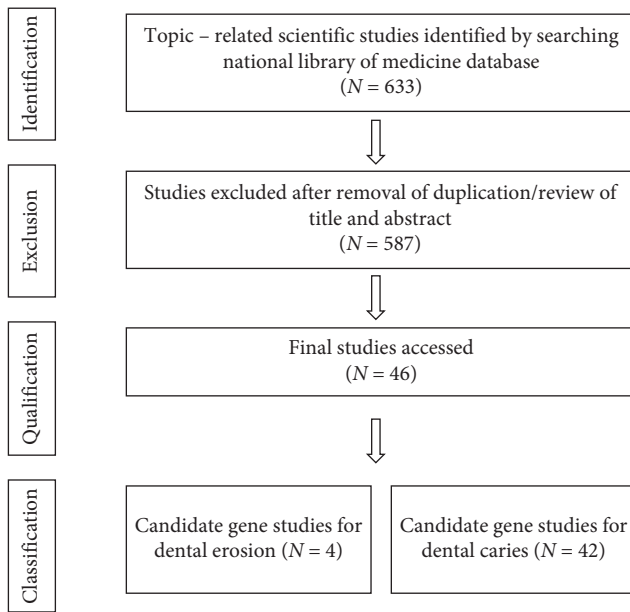 Identification
Topic – related scientific studies identified by searching
national library of medicine database
(N = 633)
Exclusion
Studies excluded after removal of duplication/review of
title and abstract
(N = 587)
Qualification
Final studies accessed
(N = 46)
Classification
Candidate gene studies for
dental erosion (N = 4)
Candidate gene studies for
dental caries (N = 42)